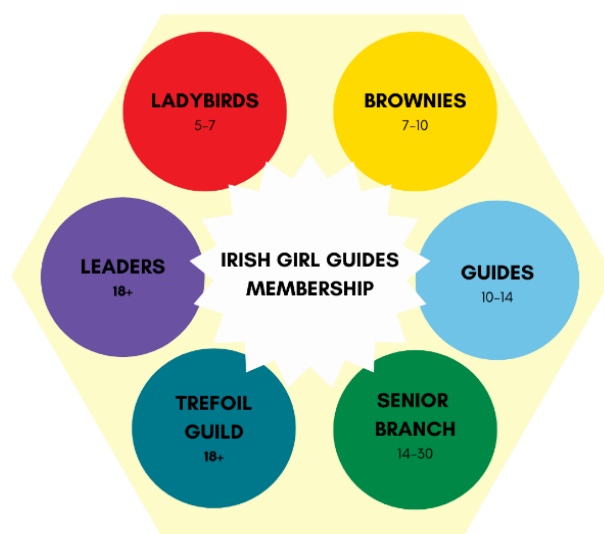 LADYBIRDS
5-7
BROWNIES
7-10
IRISH GIRL GUIDES
MEMBERSHIP
LEADERS
18+
GUIDES
10-14
TREFOIL
GUILD
18+
SENIOR
BRANCH
14-30